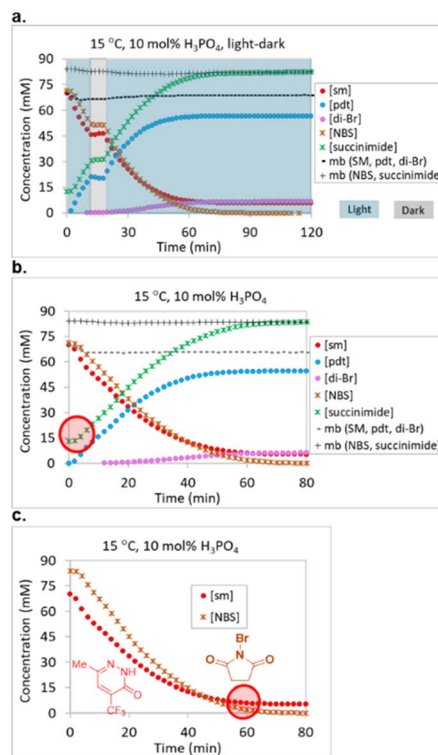 a.
15 °C, 10 mol% H₃PO₄, light-dark
Concentration (mM)
90
75
60
45
30
15
0
0 30 60 90 120
Time (min)
[sm]
[pdt]
[di-Br]
[NBS]
[succinimide]
mb (SM, pdt, di-Br)
mb (NBS, succinimide)
Light
Dark
b.
15 °C, 10 mol% H₃PO₄
Concentration (mM)
90
75
60
45
30
15
0
0 20 40 60 80
Time (min)
[sm]
[pdt]
[di-Br]
[NBS]
[succinimide]
mb (SM, pdt, di-Br)
mb (NBS, succinimide)
c.
15 °C, 10 mol% H₃PO₄
Concentration (mM)
90
75
60
45
30
15
0
0 20 40 60 80
Time (min)
[sm]
[NBS]
Me
N
NH
O
CF₃
Br
O N O